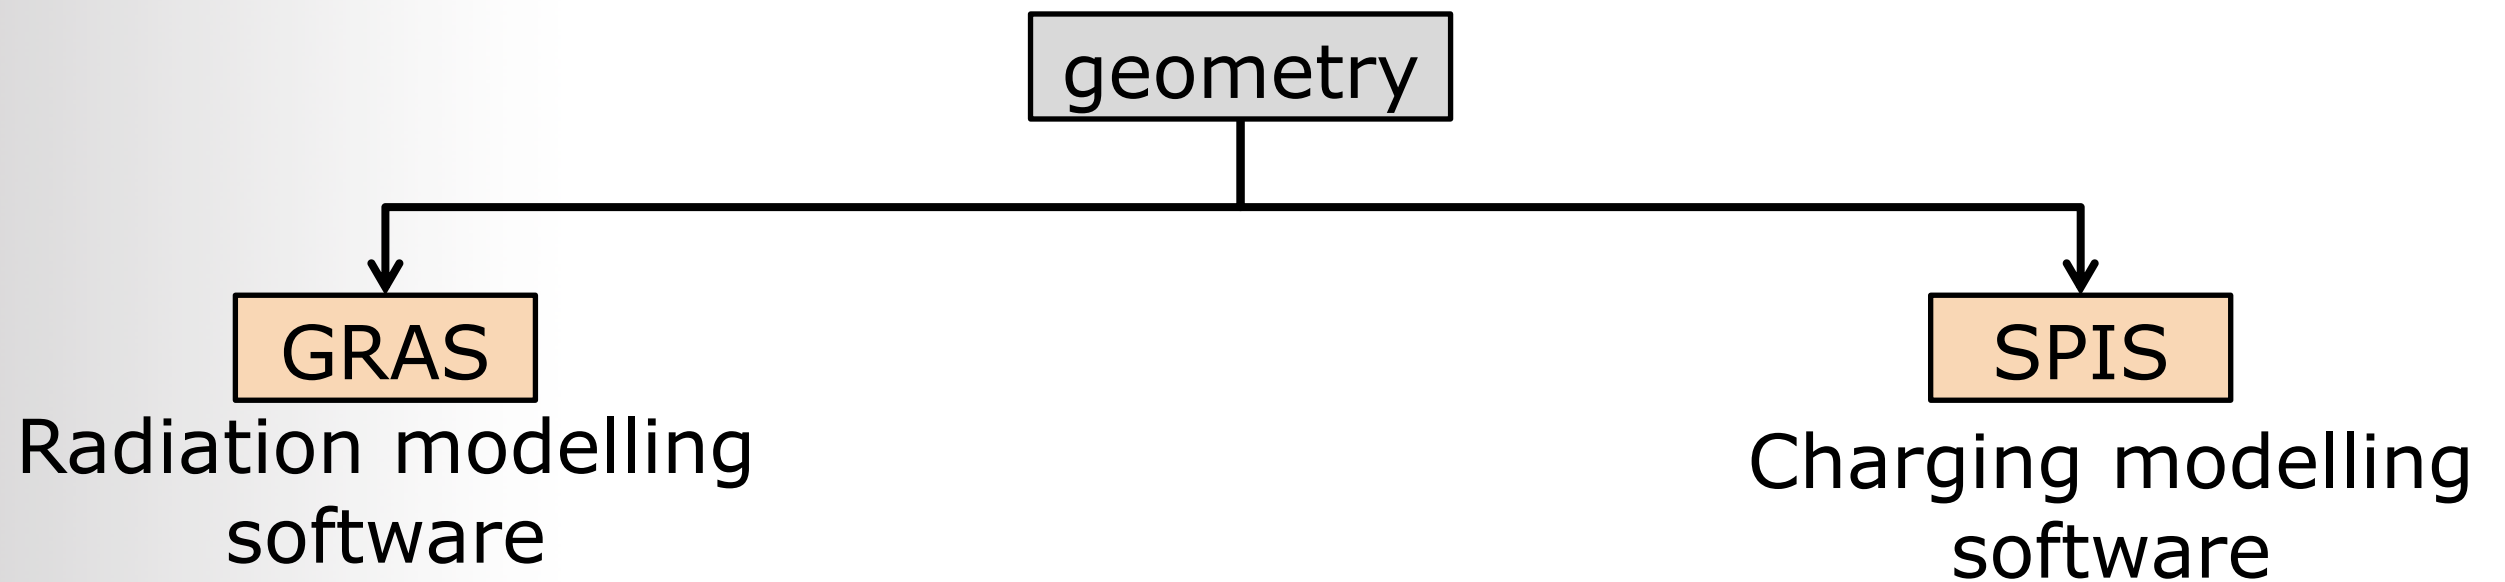 geometry
GRAS
SPIS
Radiation modelling
software
Charging modelling
software